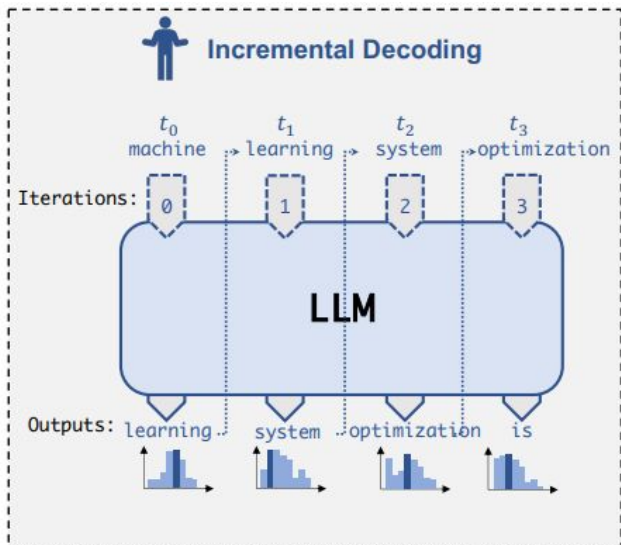 Incremental Decoding
t0 t1 t2 t3
machine learning system optimization
Iterations: 0 1 2 3
LLM
Outputs: learning system optimization is